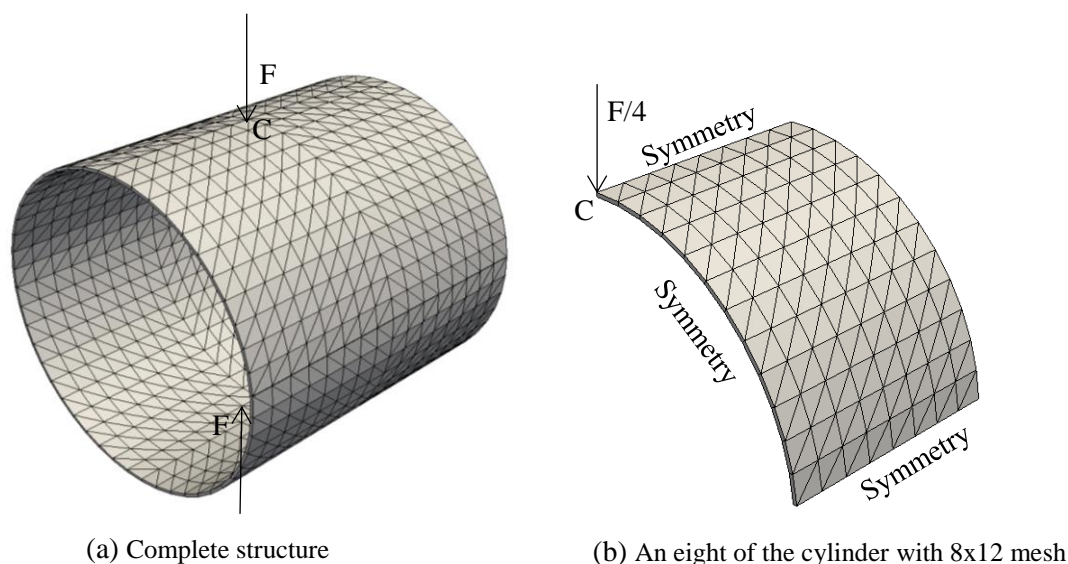 F
C
F
F/4
C
Symmetry
Symmetry
Symmetry
(a) Complete structure
(b) An eight of the cylinder with 8x12 mesh